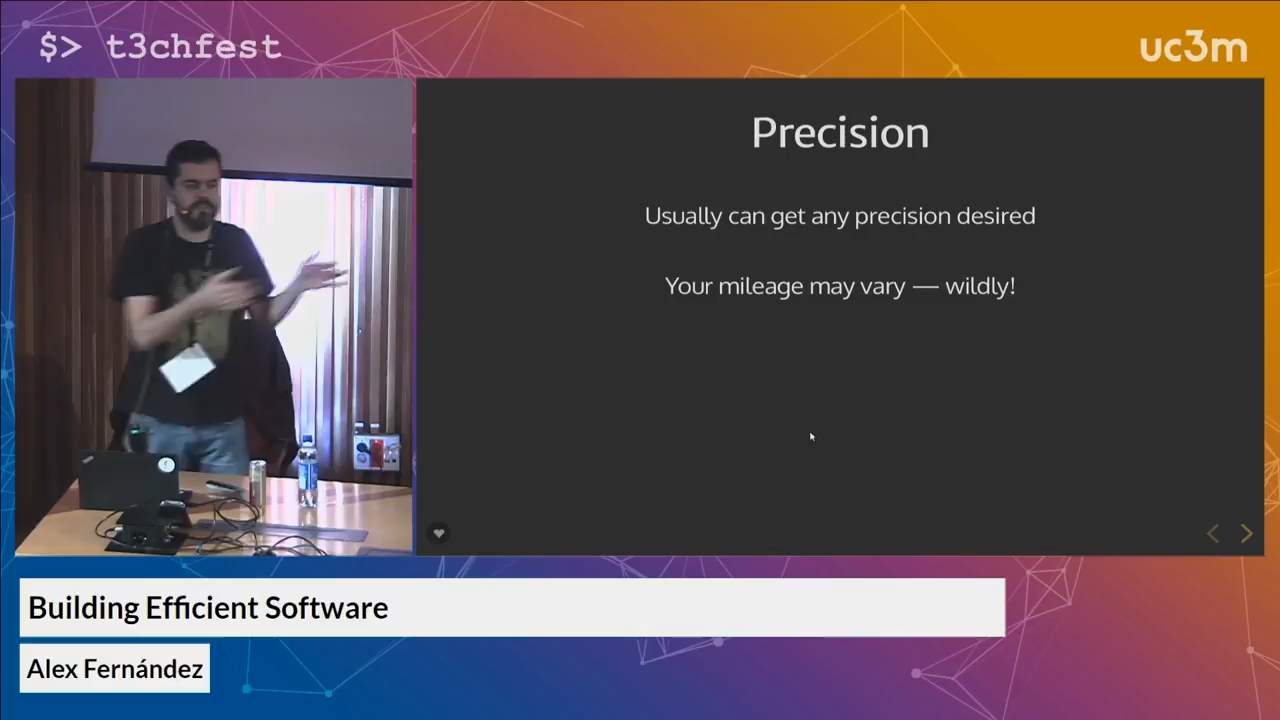 $> t3chfest
uc3m
Precision
Usually can get any precision desired
Your mileage may vary — wildly!
Building Efficient Software
Alex Fernández